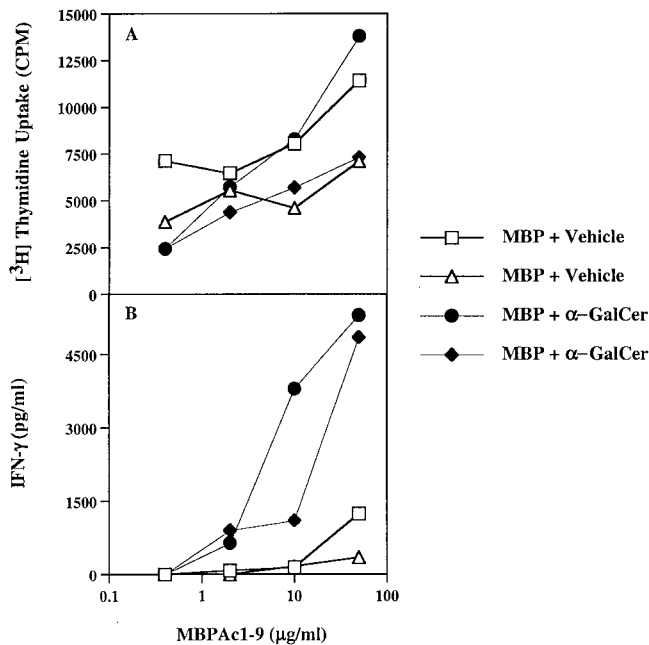 15000
A
12500
10000
7500
5000
2500
0
[³H] Thymidine Uptake (CPM)
B
4500
3000
1500
0
IFN-γ (pg/ml)
0.1
1
10
100
MBPAc1-9 (µg/ml)
MBP + Vehicle
MBP + Vehicle
MBP + α-GalCer
MBP + α-GalCer